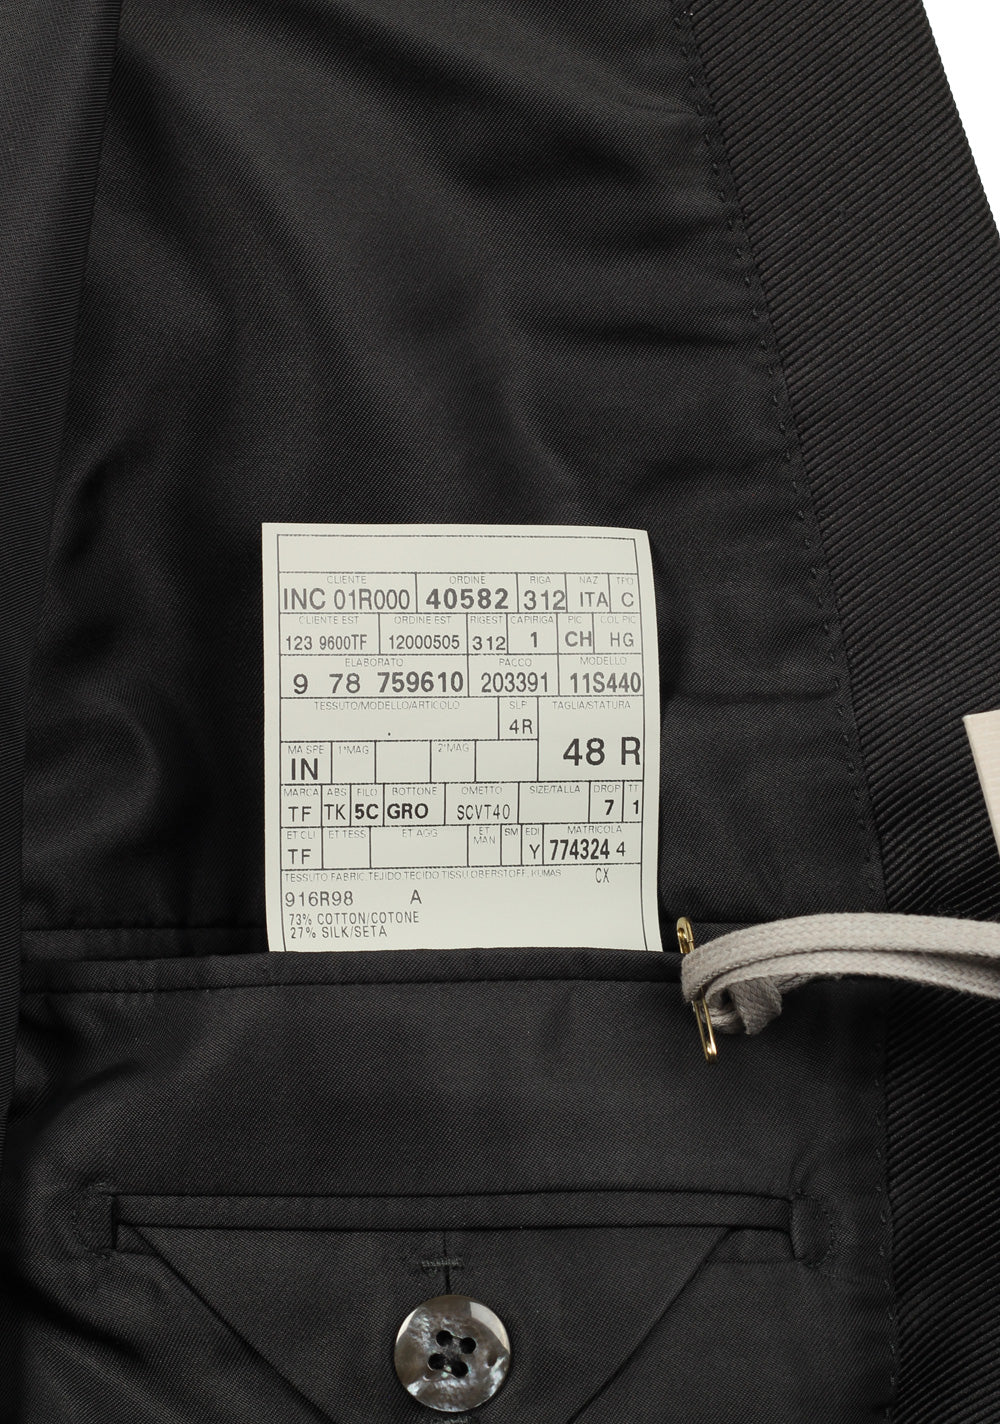 CLIENTE ORDINE RIGA NAZ TPO
INC 01R000 40582 312 ITA C
CLIENTE EST ORDINE EST RIGEST CAPIRIGA PIC COL PIC
123 9600TF 12000505 312 1 CH HG
ELABORATO PACCO MODELLO
9 78 759610 203391 11S440
TESSUTO/MODELLO/ARTICOLO SLP TAGLIA/STATURA
4R
48 R
MA SPE 1°MAG 2°MAG
IN
MARCA ABS FILO BOTTONE OMETTO SIZE/TALLA DROP TT
TF TK 5C GRO SCVT40 7 1
ET CLI ET TESS ET AGG ET MAN SM EDI MATRICOLA
TF Y 774324 4
TESSUTO FABRIC.TEJIDO TECIDO TISSU OBERSTOFF.KUMAS CX
916R98 A
73% COTTON/COTONE
27% SILK/SETA